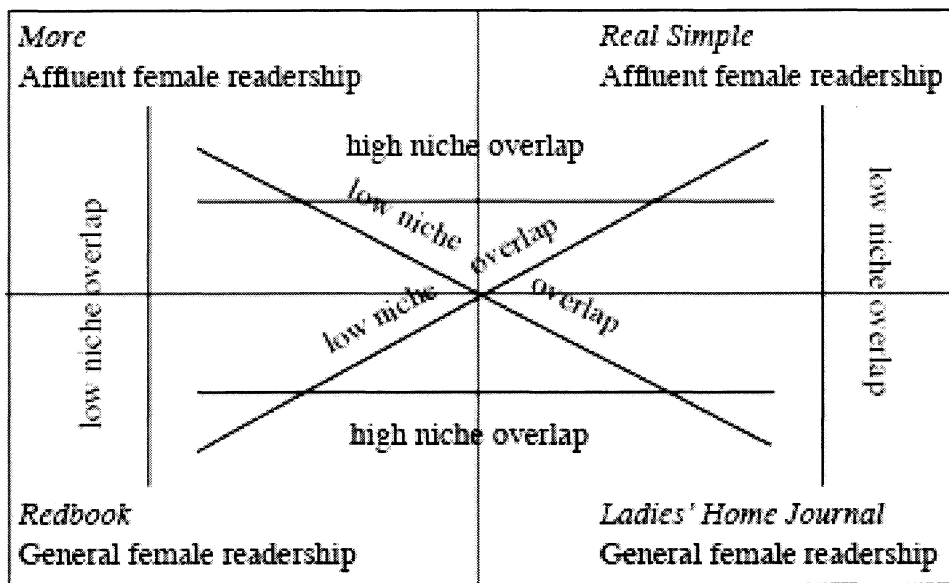 More
Affluent female readership
Real Simple
Affluent female readership
high niche overlap
low niche overlap
low niche overlap
low niche overlap
low niche overlap
high niche overlap
Redbook
General female readership
Ladies' Home Journal
General female readership